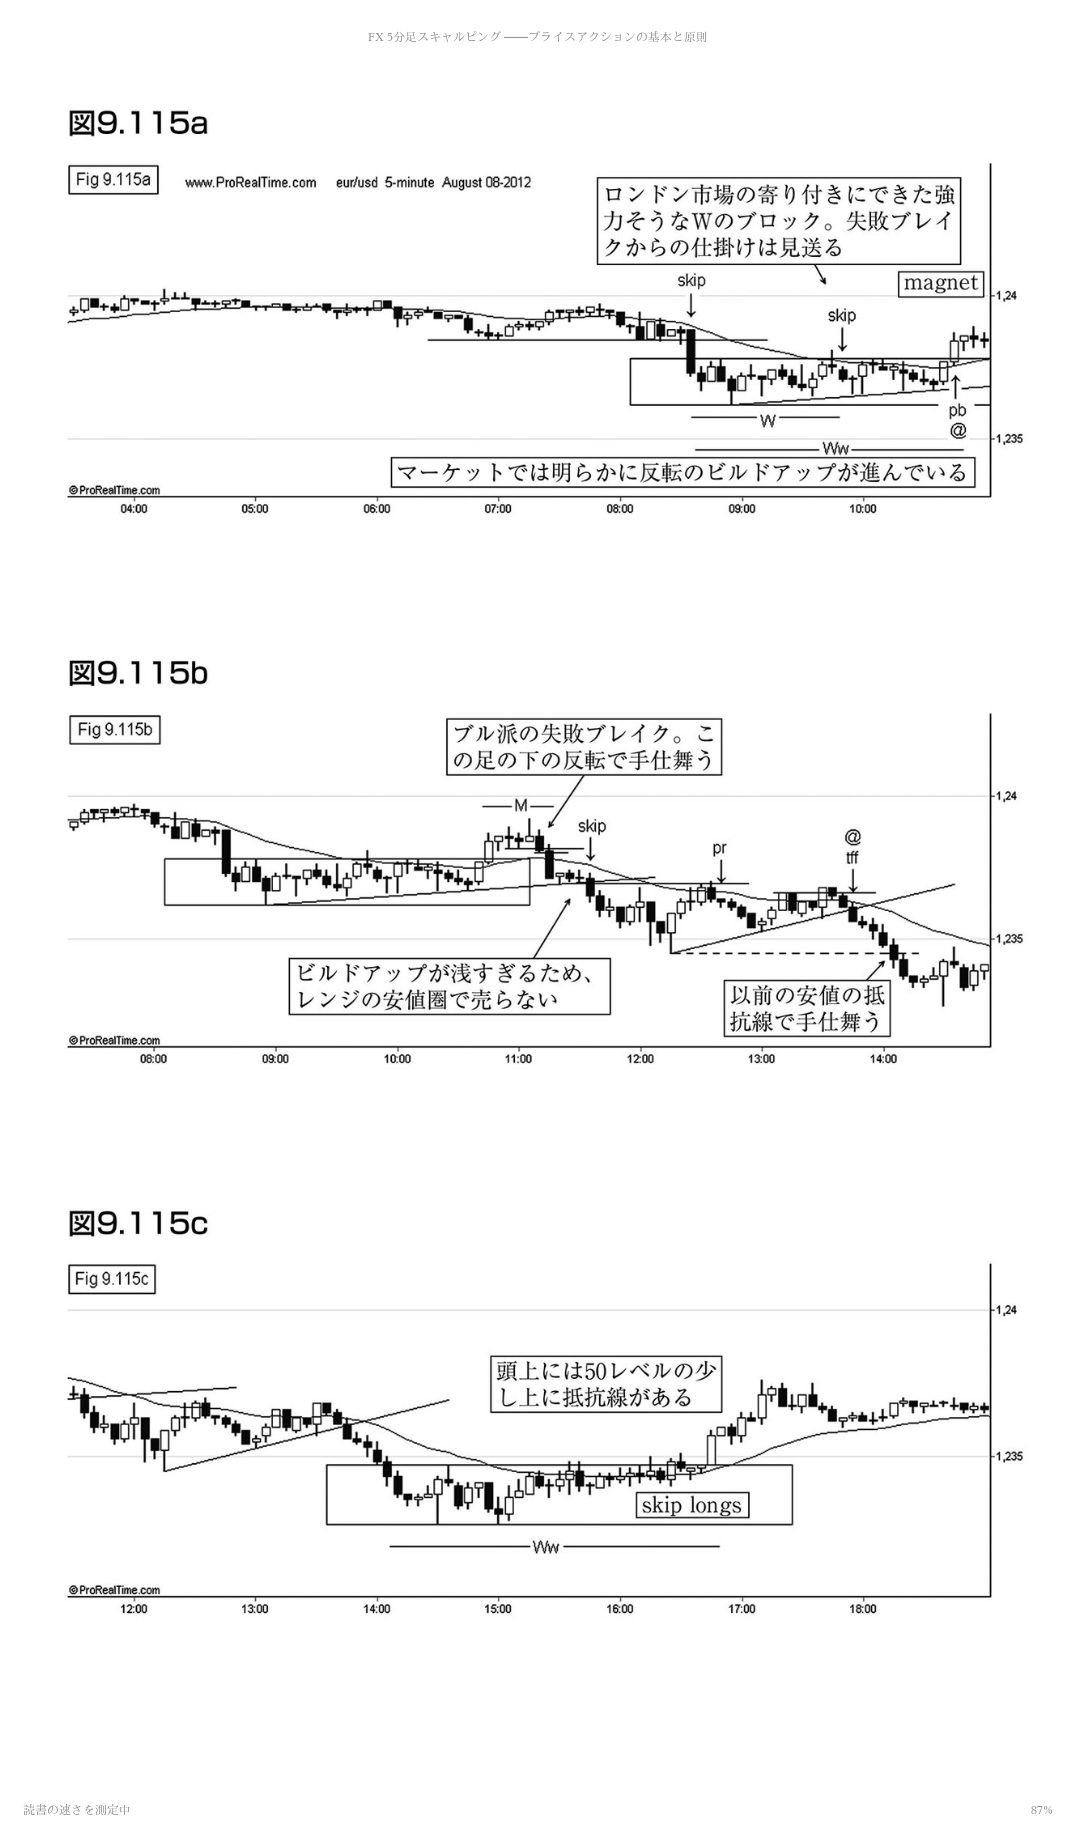 FX 5分足スキャルピング ――プライスアクションの基本と原則
図9.115a
Fig 9.115a
www.ProRealTime.com eur/usd 5-minute August 08-2012
ロンドン市場の寄り付きにできた強
力そうなWのブロック。失敗ブレイ
クからの仕掛けは見送る
skip
magnet
1,24
skip
pb
@
W
1,235
Ww
マーケットでは明らかに反転のビルドアップが進んでいる
©ProRealTime.com
04:00 05:00 06:00 07:00 08:00 09:00 10:00
図9.115b
Fig 9.115b
ブル派の失敗ブレイク。こ
の足の下の反転で手仕舞う
1,24
M
skip
@
pr
tff
1,235
ビルドアップが浅すぎるため、
レンジの安値圏で売らない
以前の安値の抵
抗線で手仕舞う
©ProRealTime.com
08:00 09:00 10:00 11:00 12:00 13:00 14:00
図9.115c
Fig 9.115c
1,24
頭上には50レベルの少
し上に抵抗線がある
1,235
skip longs
Ww
©ProRealTime.com
12:00 13:00 14:00 15:00 16:00 17:00 18:00
読書の速さを測定中
87%